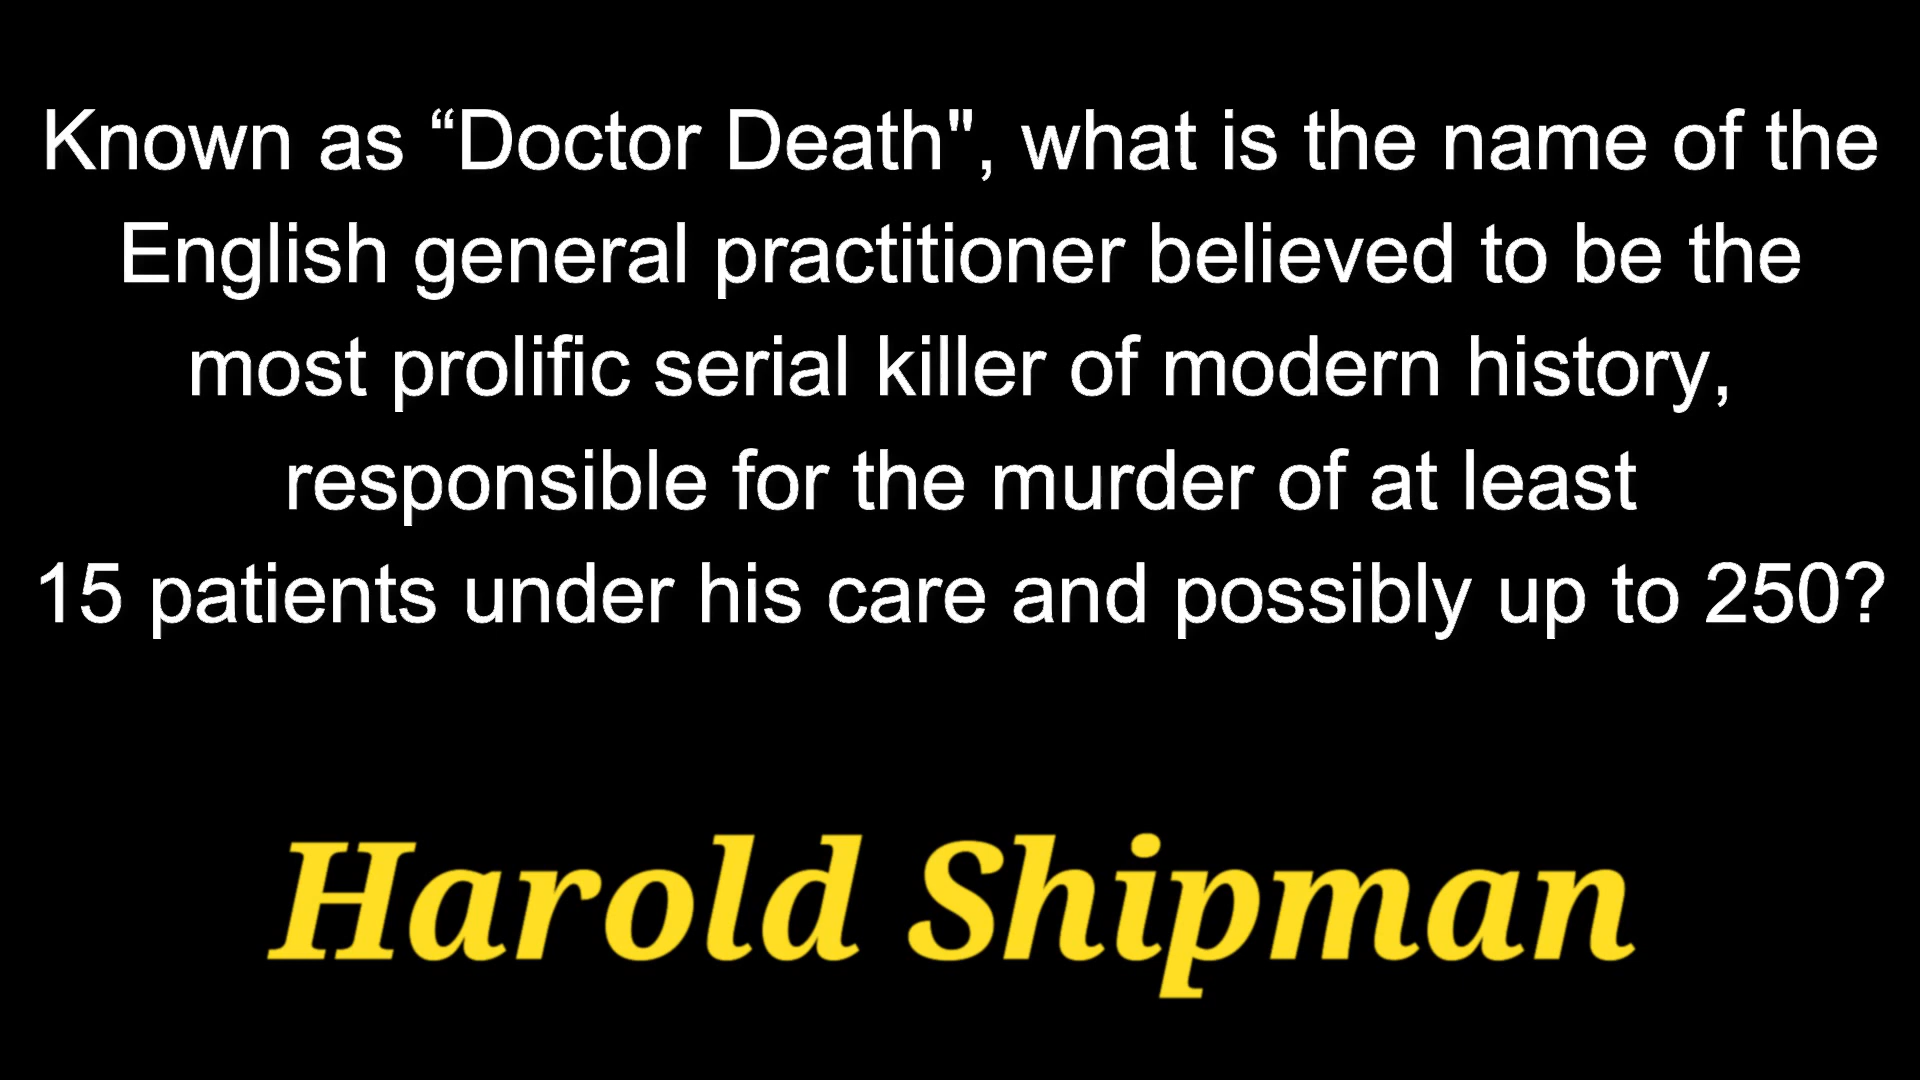 Known as “Doctor Death", what is the name of the
English general practitioner believed to be the
most prolific serial killer of modern history,
responsible for the murder of at least
15 patients under his care and possibly up to 250?
Harold Shipman